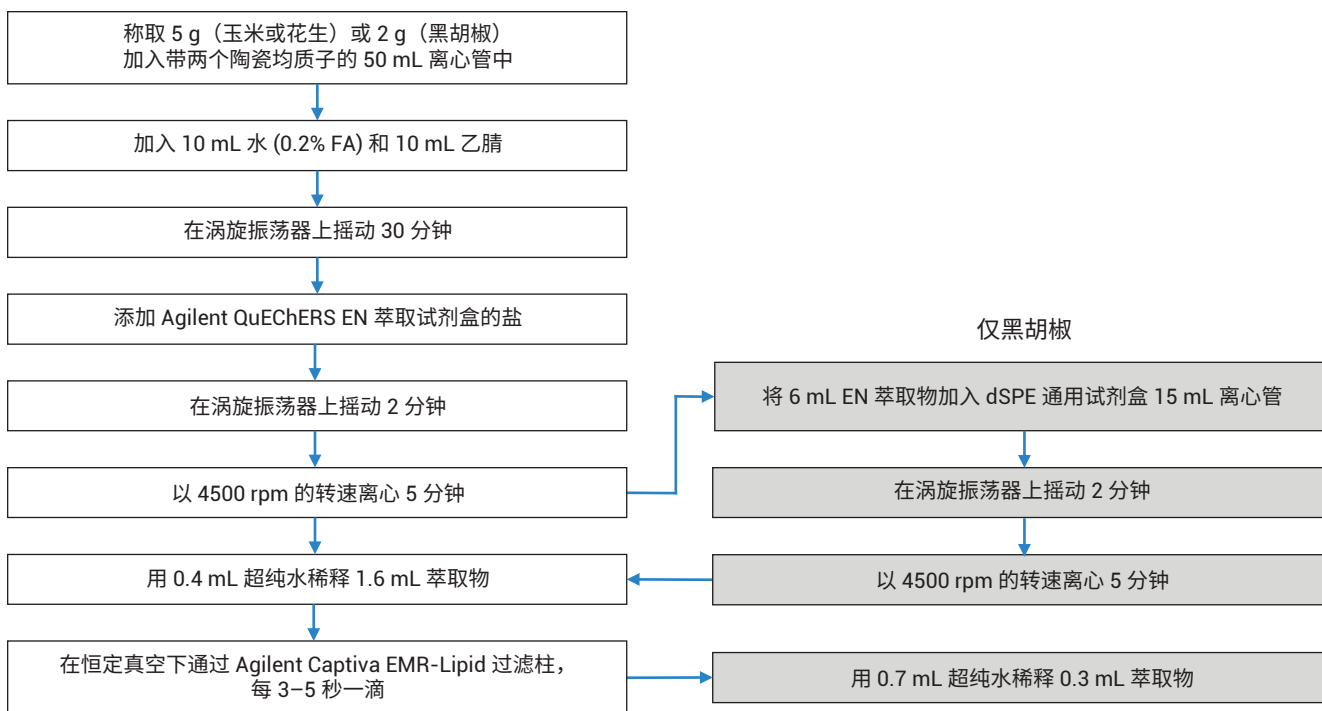 称取 5 g（玉米或花生）或 2 g（黑胡椒）
加入带两个陶瓷均质子的 50 mL 离心管中
加入 10 mL 水 (0.2% FA) 和 10 mL 乙腈
在涡旋振荡器上摇动 30 分钟
添加 Agilent QuEChERS EN 萃取试剂盒的盐
在涡旋振荡器上摇动 2 分钟
以 4500 rpm 的转速离心 5 分钟
仅黑胡椒
将 6 mL EN 萃取物加入 dSPE 通用试剂盒 15 mL 离心管
在涡旋振荡器上摇动 2 分钟
以 4500 rpm 的转速离心 5 分钟
用 0.4 mL 超纯水稀释 1.6 mL 萃取物
在恒定真空下通过 Agilent Captiva EMR-Lipid 过滤柱，
每 3–5 秒一滴
用 0.7 mL 超纯水稀释 0.3 mL 萃取物